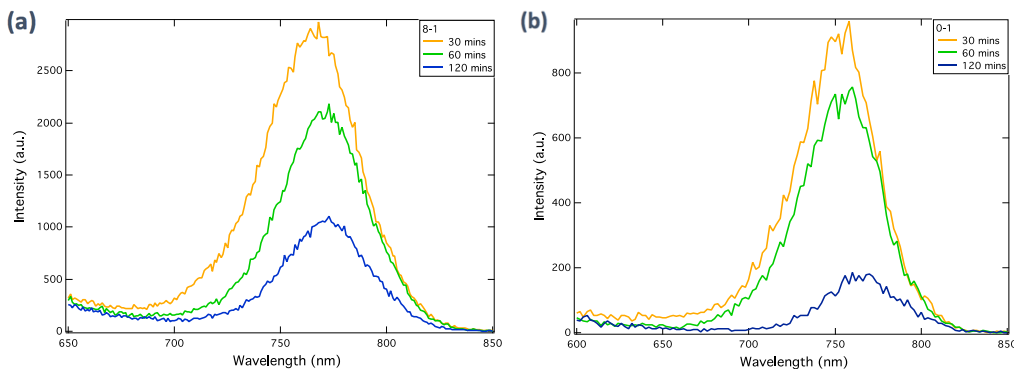 (a)
8-1
30 mins
60 mins
120 mins
Intensity (a.u.)
2500
2000
1500
1000
500
0
650
700
750
800
850
Wavelength (nm)
(b)
0-1
30 mins
60 mins
120 mins
Intensity (a.u.)
800
600
400
200
0
600
650
700
750
800
850
Wavelength (nm)